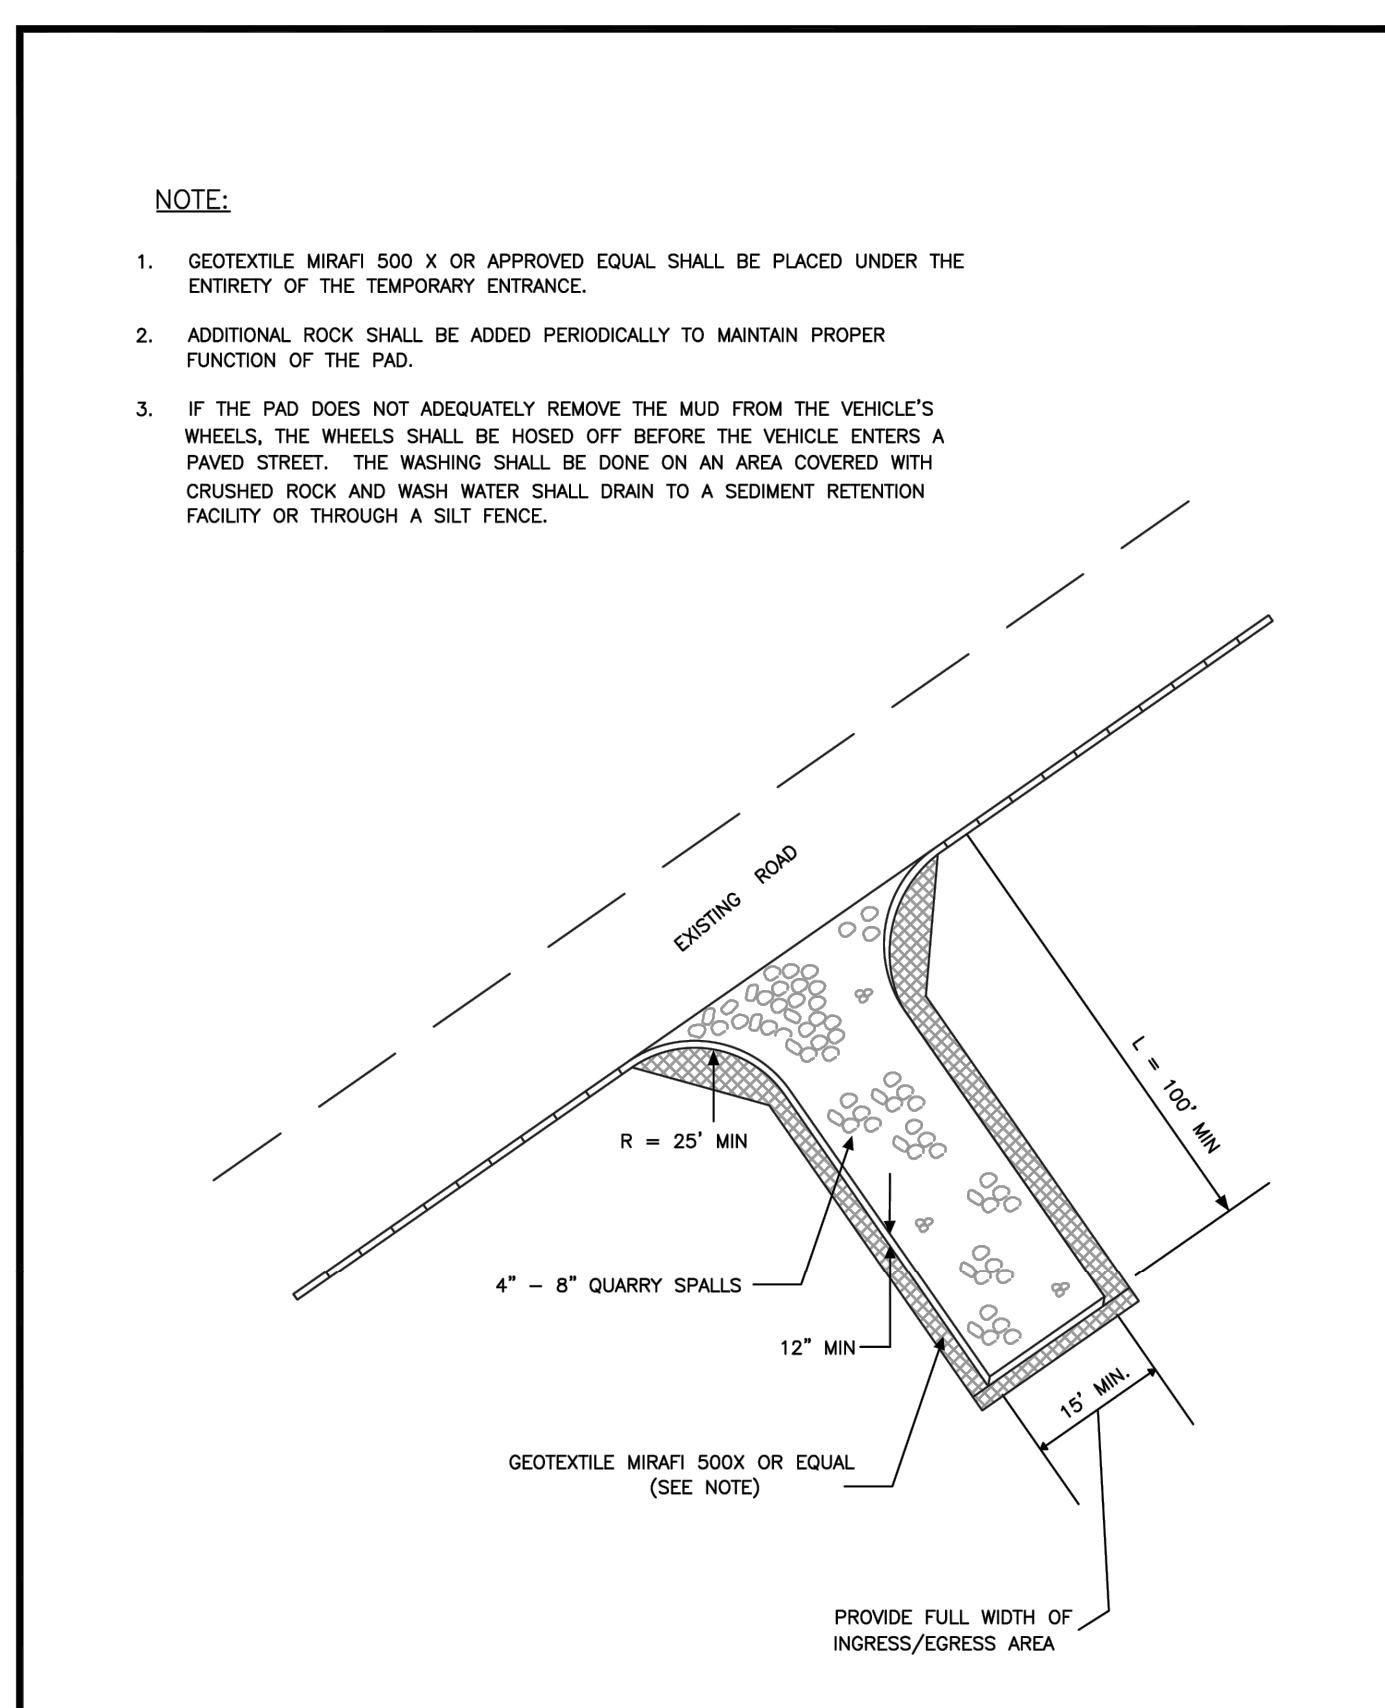 NOTE:
1. GEOTEXTILE MIRAFI 500 X OR APPROVED EQUAL SHALL BE PLACED UNDER THE
ENTIRETY OF THE TEMPORARY ENTRANCE.
2. ADDITIONAL ROCK SHALL BE ADDED PERIODICALLY TO MAINTAIN PROPER
FUNCTION OF THE PAD.
3. IF THE PAD DOES NOT ADEQUATELY REMOVE THE MUD FROM THE VEHICLE'S
WHEELS, THE WHEELS SHALL BE HOSED OFF BEFORE THE VEHICLE ENTERS A
PAVED STREET. THE WASHING SHALL BE DONE ON AN AREA COVERED WITH
CRUSHED ROCK AND WASH WATER SHALL DRAIN TO A SEDIMENT RETENTION
FACILITY OR THROUGH A SILT FENCE.
EXISTING ROAD
L = 100' MIN
R = 25' MIN
4" – 8" QUARRY SPALLS
12" MIN
15' MIN.
GEOTEXTILE MIRAFI 500X OR EQUAL
(SEE NOTE)
PROVIDE FULL WIDTH OF
INGRESS/EGRESS AREA